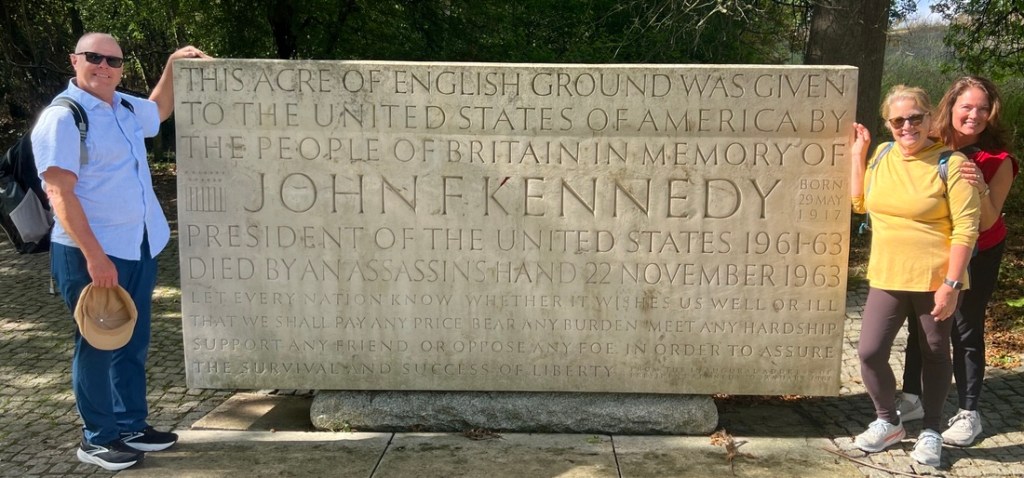 THIS ACRE OF ENGLISH GROUND WAS GIVEN
TO THE UNITED STATES OF AMERICA BY
THE PEOPLE OF BRITAIN IN MEMORY OF
JOHN F. KENNEDY
BORN
29 MAY
1917
PRESIDENT OF THE UNITED STATES 1961-63
DIED BY AN ASSASSINS HAND 22 NOVEMBER 1963
LET EVERY NATION KNOW WHETHER IT WISHES US WELL OR ILL
THAT WE SHALL PAY ANY PRICE BEAR ANY BURDEN MEET ANY HARDSHIP
SUPPORT ANY FRIEND OR OPPOSE ANY FOE IN ORDER TO ASSURE
THE SURVIVAL AND SUCCESS OF LIBERTY